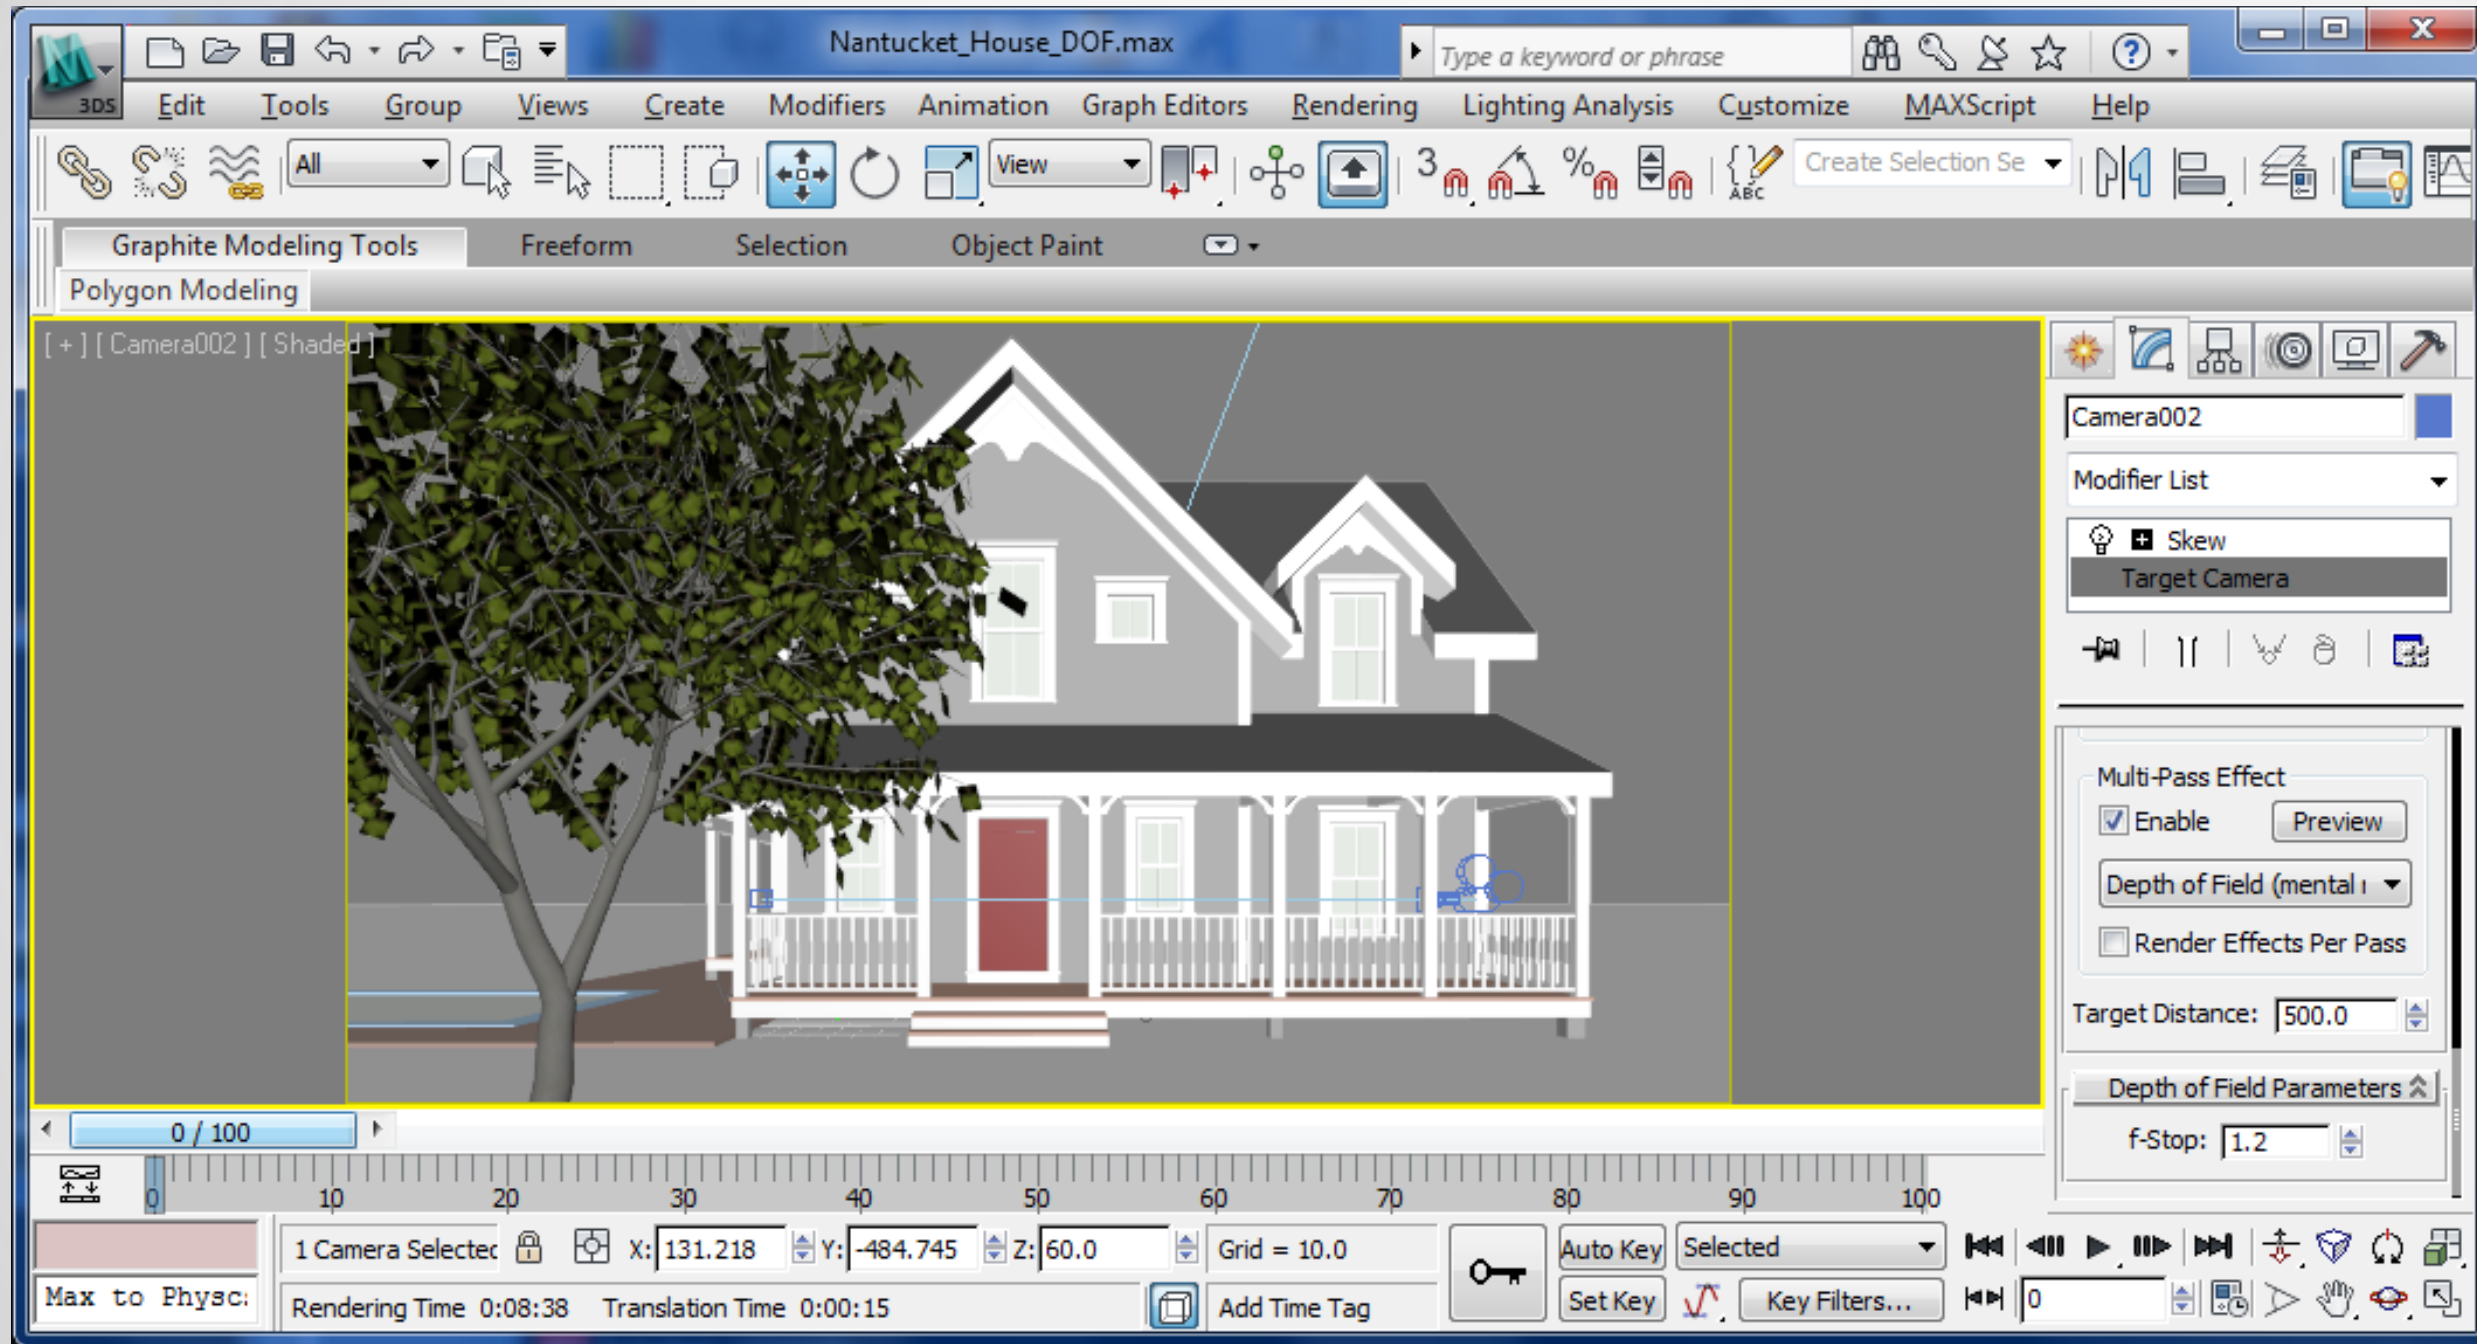 Nantucket_House_DOF.max
Type a keyword or phrase
3DS Edit Tools Group Views Create Modifiers Animation Graph Editors Rendering Lighting Analysis Customize MAXScript Help
All View 3 % ABC Create Selection Se
Graphite Modeling Tools Freeform Selection Object Paint
Polygon Modeling
[ + ] [ Camera002 ] [ Shaded ]
Camera002
Modifier List
Skew
Target Camera
Multi-Pass Effect
Enable Preview
Depth of Field (mental r
Render Effects Per Pass
Target Distance: 500.0
Depth of Field Parameters
f-Stop: 1.2
0 / 100
0 10 20 30 40 50 60 70 80 90 100
1 Camera Selected X: 131.218 Y: -484.745 Z: 60.0 Grid = 10.0 Auto Key Selected
Max to Physc: Rendering Time 0:08:38 Translation Time 0:00:15 Add Time Tag Set Key Key Filters... 0